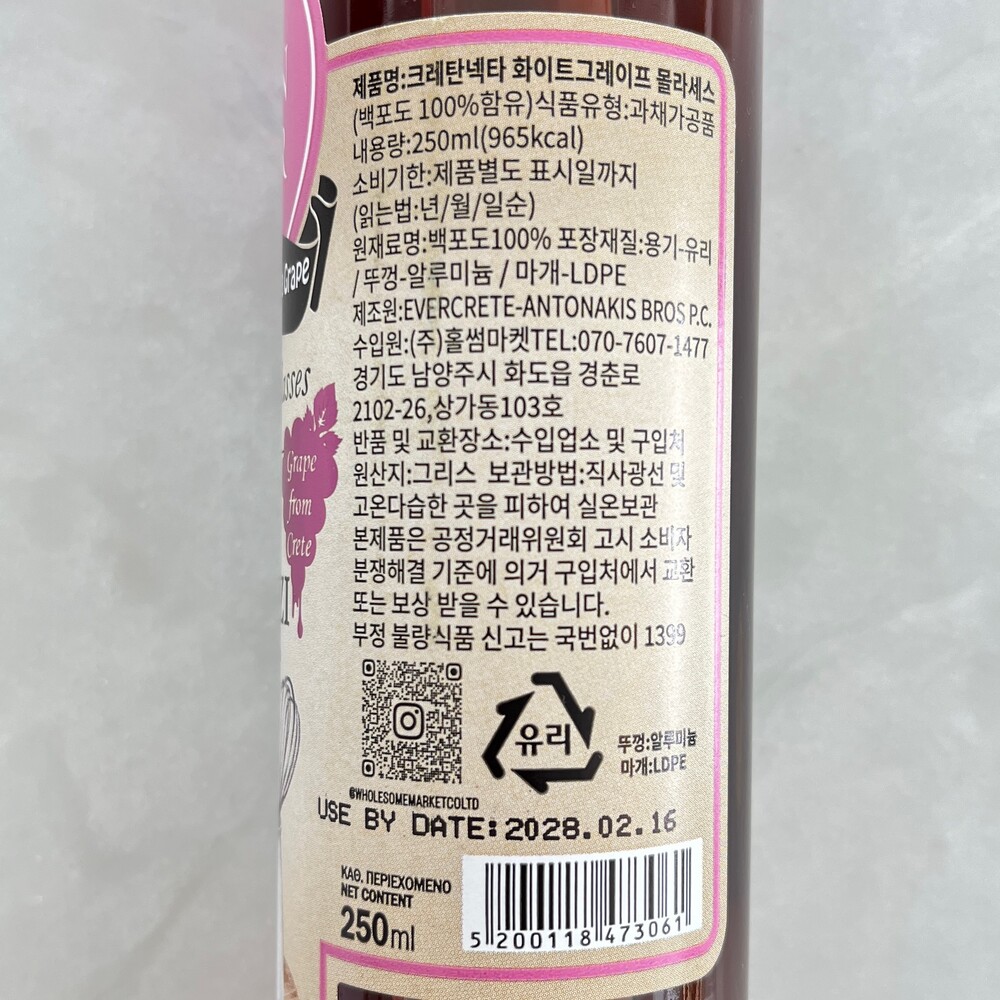 Grape
Grape
from
Crete
제품명:크레탄넥타 화이트그레이프 몰라세스
(백포도 100%함유)식품유형:과채가공품
내용량:250ml(965kcal)
소비기한:제품별도 표시일까지
(읽는법:년/월/일순)
원재료명:백포도100% 포장재질:용기-유리
/ 뚜껑-알루미늄 / 마개-LDPE
제조원:EVERCRETE-ANTONAKIS BROS P.C.
수입원:(주)홀썸마켓TEL:070-7607-1477
경기도 남양주시 화도읍 경춘로
2102-26,상가동103호
반품 및 교환장소:수입업소 및 구입처
원산지:그리스 보관방법:직사광선 및
고온다습한 곳을 피하여 실온보관
본제품은 공정거래위원회 고시 소비자
분쟁해결 기준에 의거 구입처에서 교환
또는 보상 받을 수 있습니다.
부정 불량식품 신고는 국번없이 1399
유리
뚜껑:알루미늄
마개:LDPE
@WHOLESOMEMARKETCOLTD
USE BY DATE:2028.02.16
ΚΑΘ. ΠΕΡΙΕΧΟΜΕΝΟ
NET CONTENT
250ml
5 200118 473061